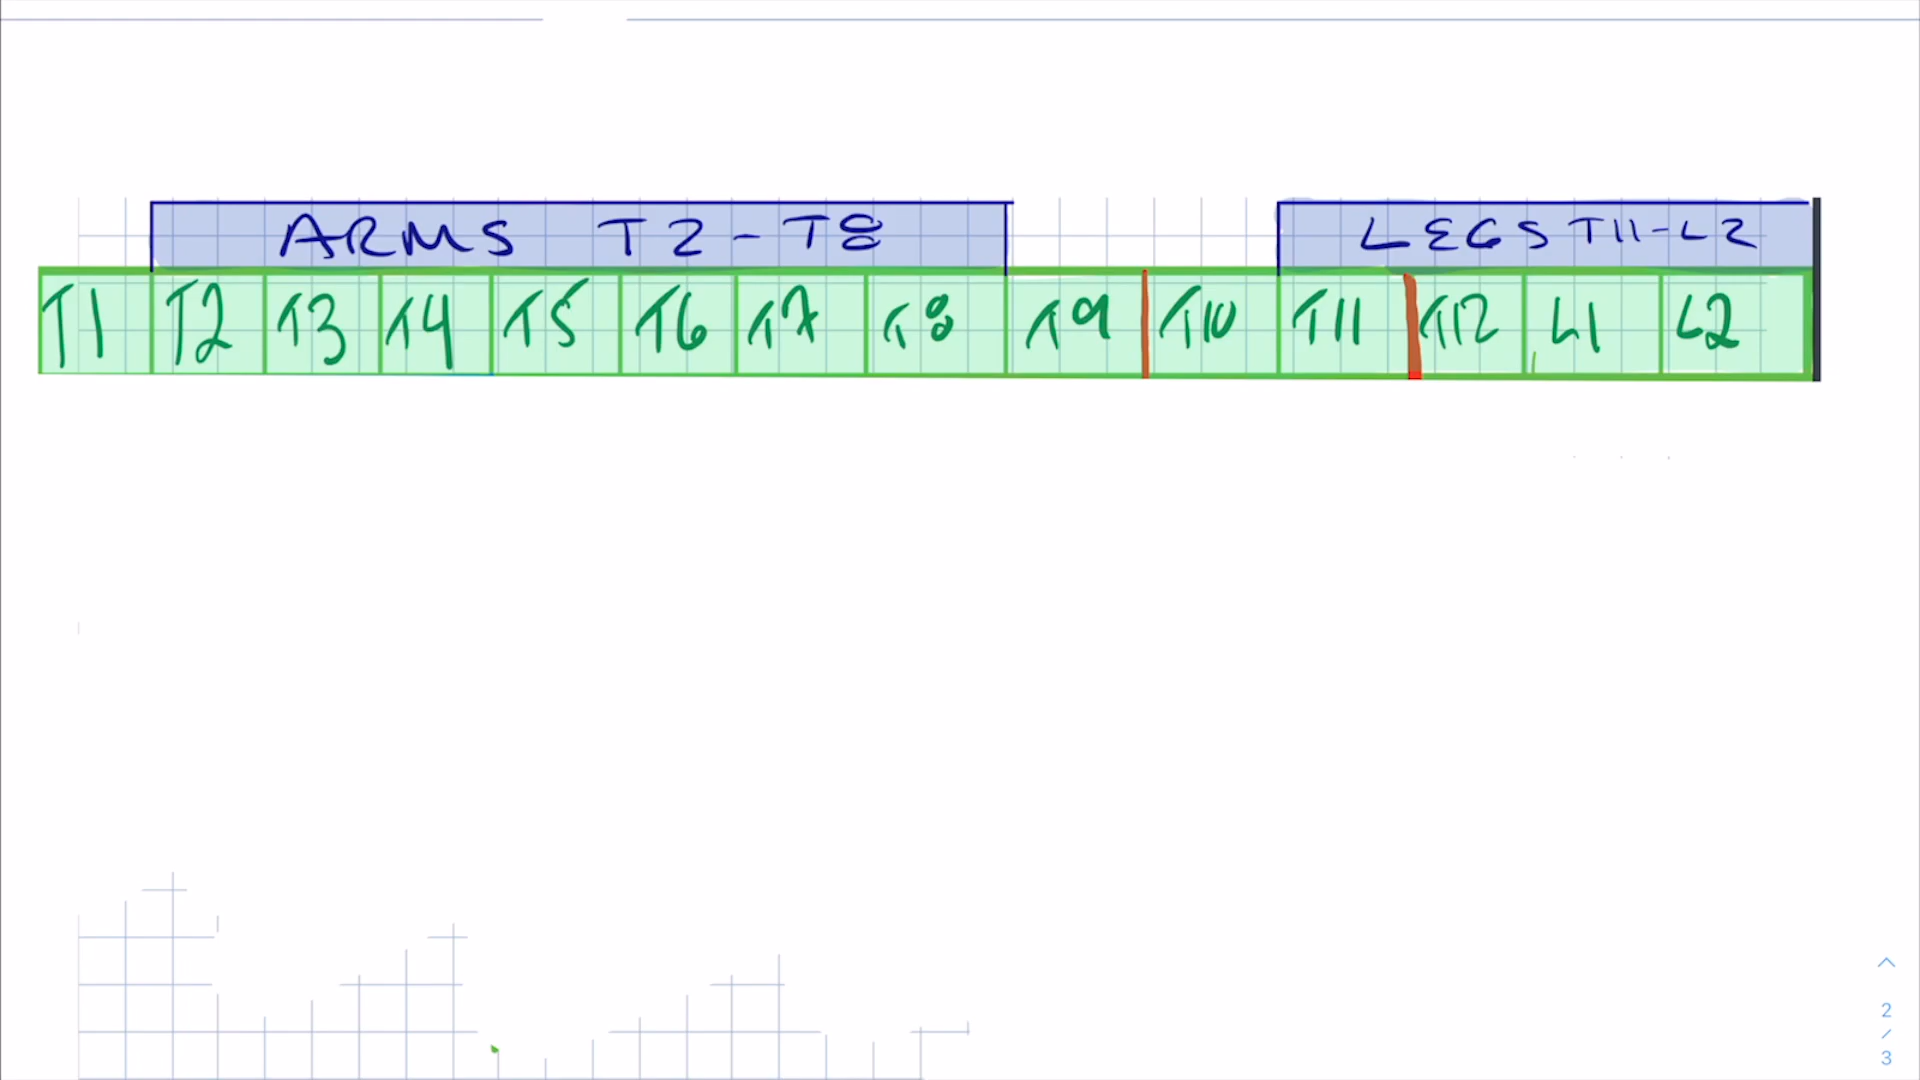 ARMS T2-T8
LEGS T11-L2
T1 T2 T3 T4 T5 T6 T7 T8 T9 T10 T11 T12 L1 L2
2
/
3